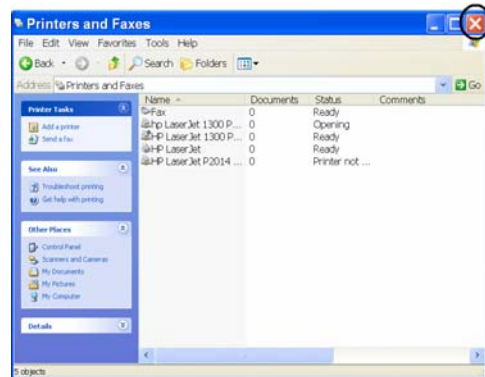 Printers and Faxes
File Edit View Favorites Tools Help
Back Search Folders
Address Printers and Faxes Go
Name Documents Status Comments
Fax 0 Ready
hp LaserJet 1300 P... 0 Opening
HP LaserJet 1300 P... 0 Ready
HP LaserJet 0 Ready
HP LaserJet P2014 ... 0 Printer not ...
Printer Tasks
Add a printer
Send a fax
See Also
Troubleshoot printing
Get help with printing
Other Places
Control Panel
Scanners and Cameras
My Documents
My Pictures
My Computer
Details
5 objects